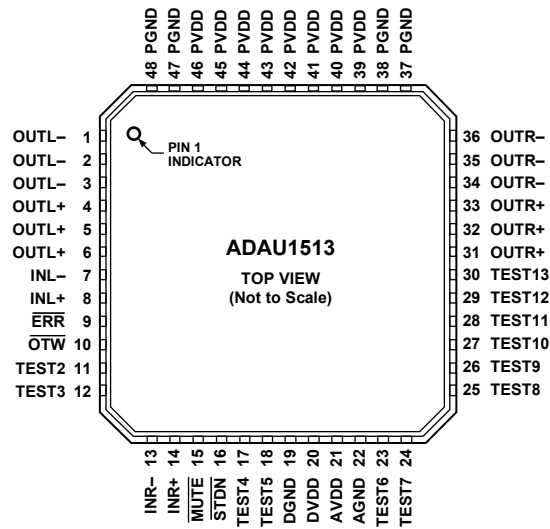 48 PGND
47 PGND
46 PVDD
45 PVDD
44 PVDD
43 PVDD
42 PVDD
41 PVDD
40 PVDD
39 PVDD
38 PGND
37 PGND
OUTL– 1
OUTL– 2
OUTL– 3
OUTL+ 4
OUTL+ 5
OUTL+ 6
INL– 7
INL+ 8
ERR 9
OTW 10
TEST2 11
TEST3 12
PIN 1
INDICATOR
ADAU1513
TOP VIEW
(Not to Scale)
36 OUTR–
35 OUTR–
34 OUTR–
33 OUTR+
32 OUTR+
31 OUTR+
30 TEST13
29 TEST12
28 TEST11
27 TEST10
26 TEST9
25 TEST8
INR– 13
INR+ 14
MUTE 15
STDN 16
TEST4 17
TEST5 18
DGND 19
DVDD 20
AVDD 21
AGND 22
TEST6 23
TEST7 24